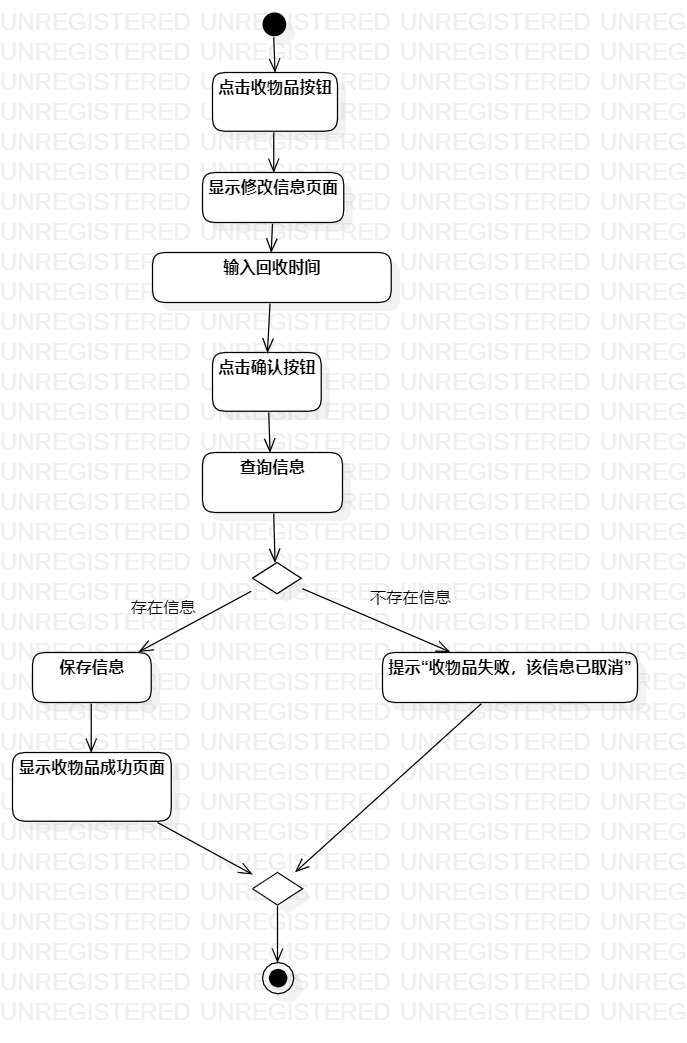 点击收物品按钮
显示修改信息页面
输入回收时间
点击确认按钮
查询信息
不存在信息
存在信息
保存信息
提示“收物品失败，该信息已取消”
显示收物品成功页面
UNREGISTERED